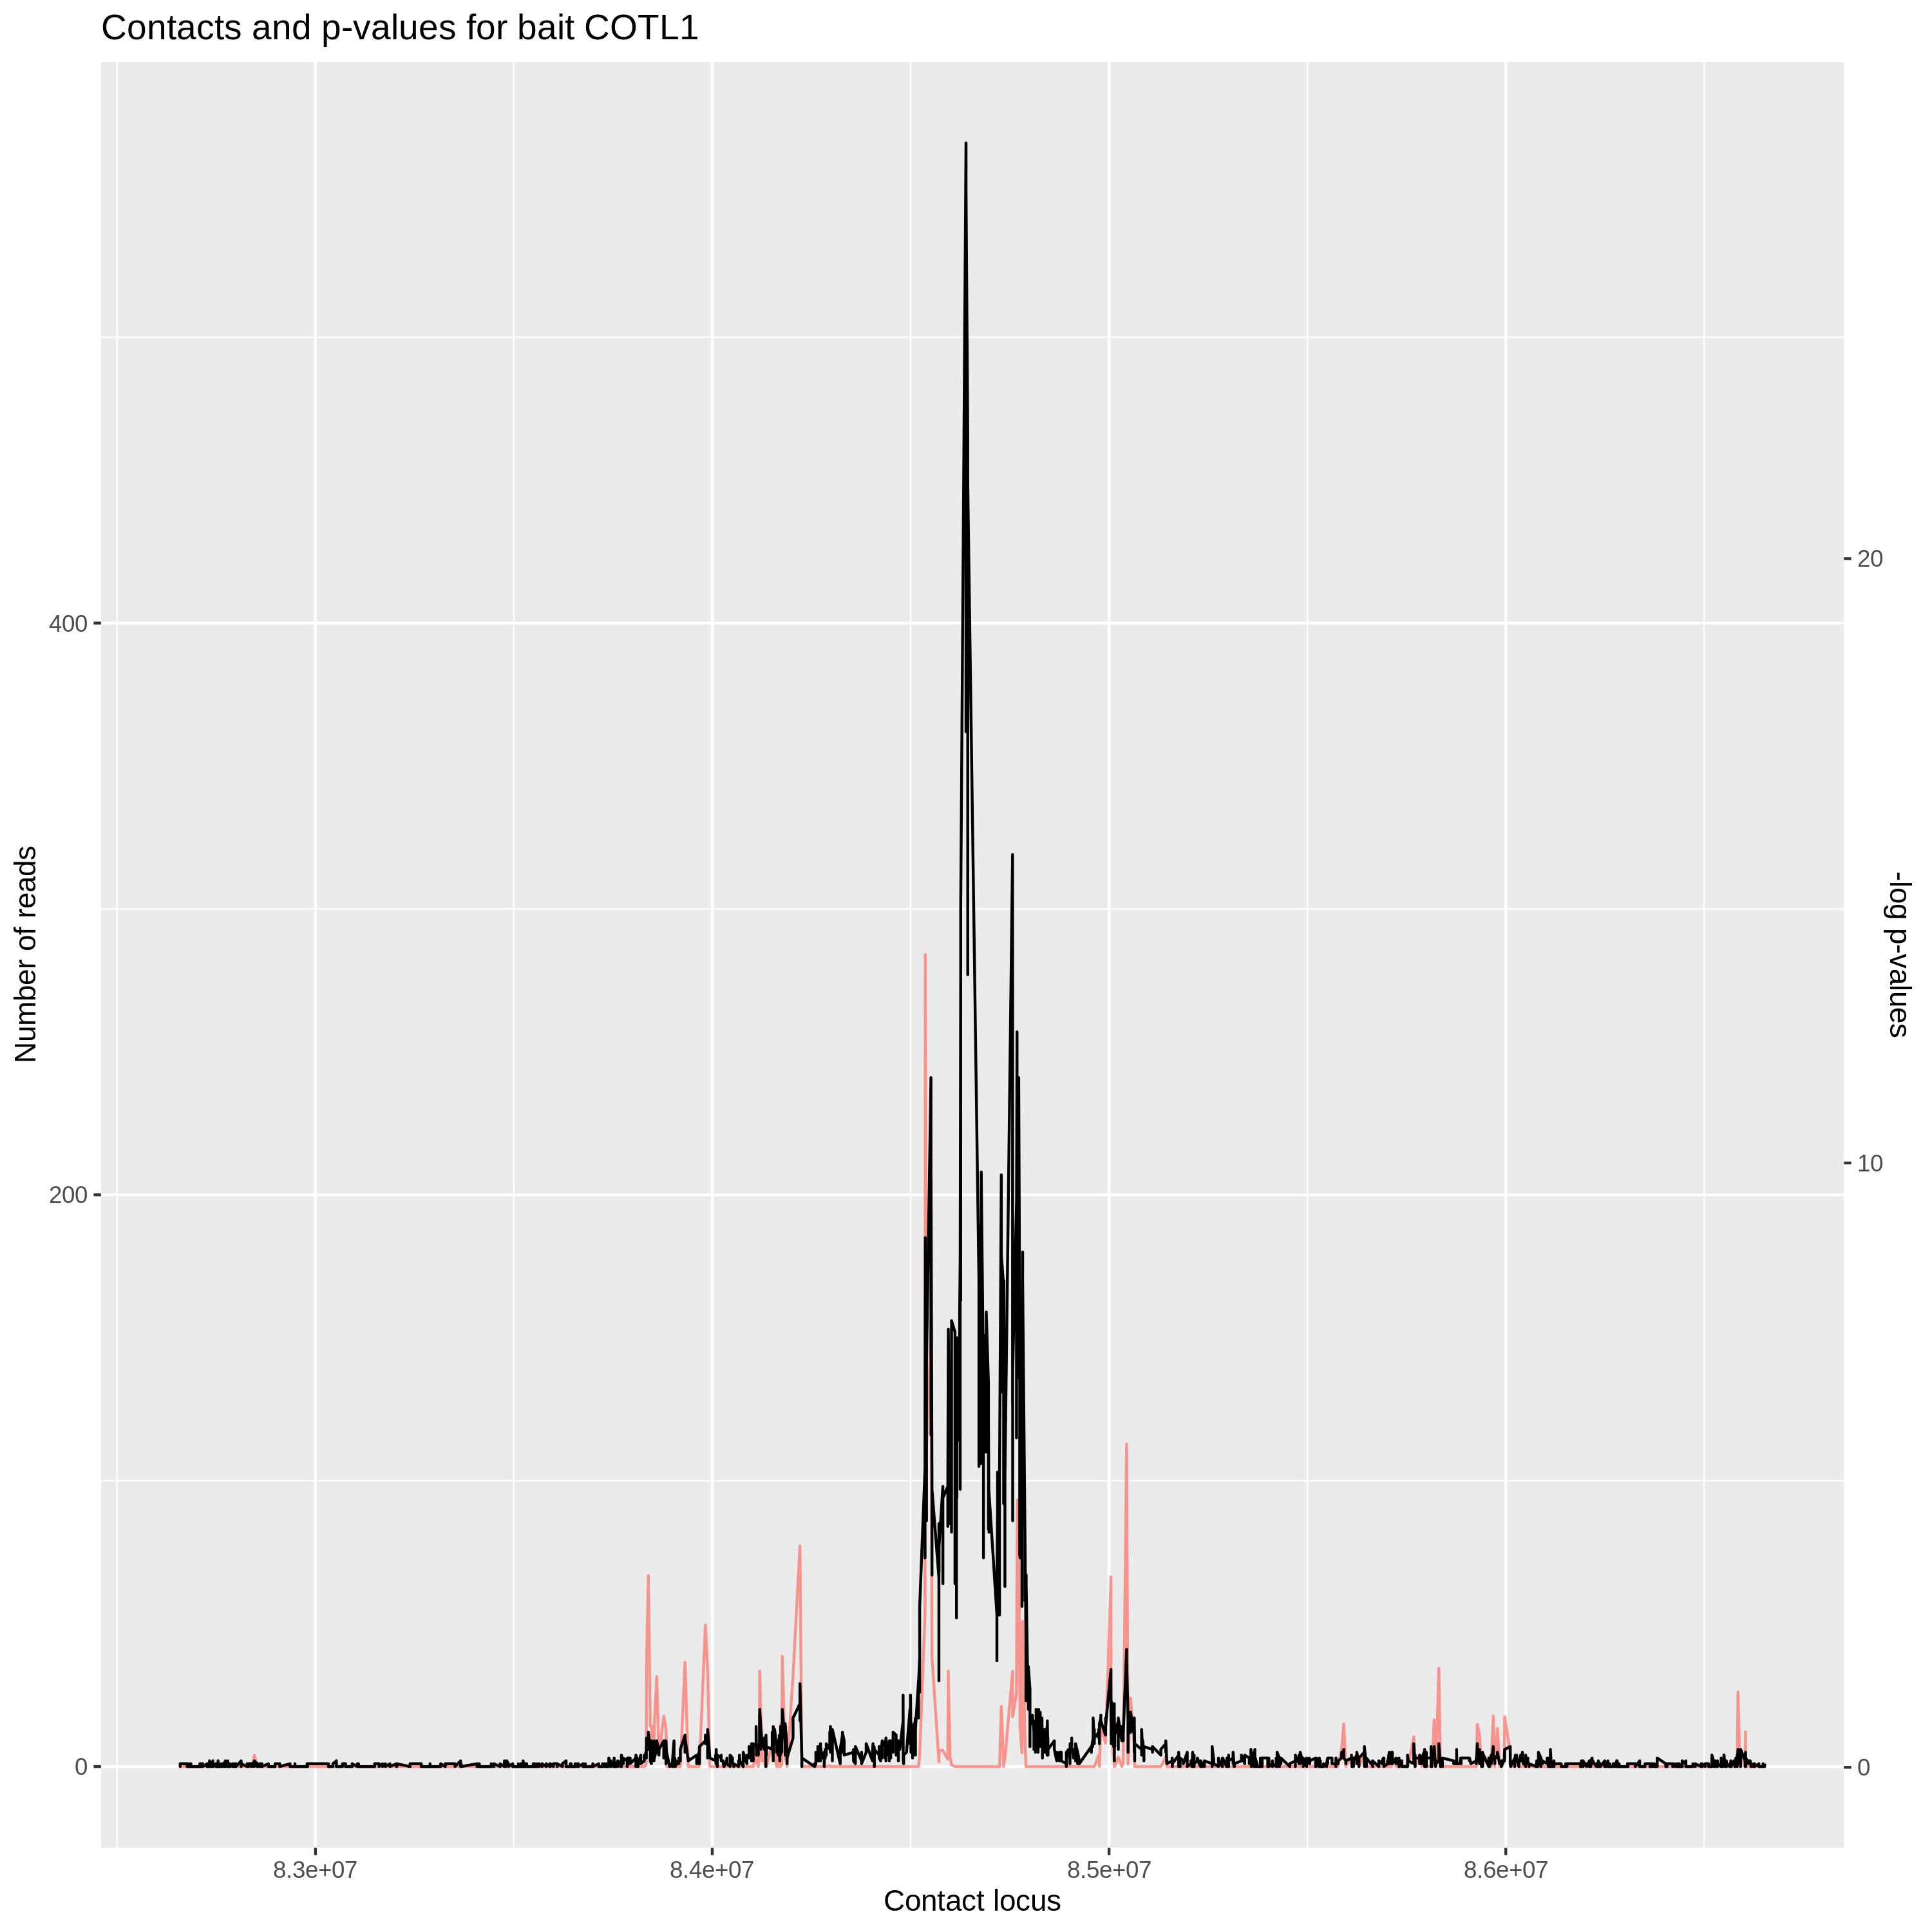 Contacts and p-values for bait COTL1
Number of reads
400
200
0
20
10
0
-log p-values
8.3e+07
8.4e+07
8.5e+07
8.6e+07
Contact locus